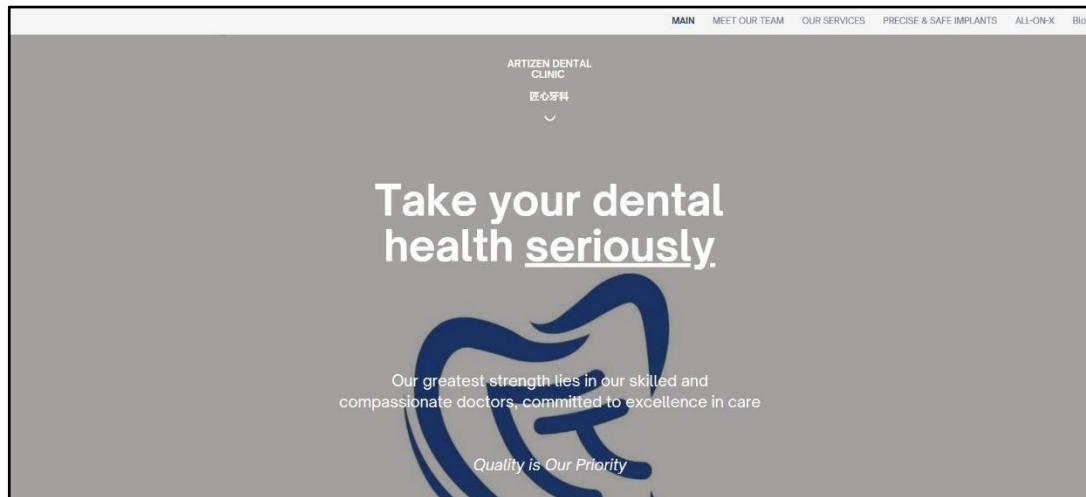 MAIN MEET OUR TEAM OUR SERVICES PRECISE & SAFE IMPLANTS ALL-ON-X Blo
ARTIZEN DENTAL
CLINIC
匠心牙科
Take your dental
health seriously
Our greatest strength lies in our skilled and
compassionate doctors, committed to excellence in care
Quality is Our Priority